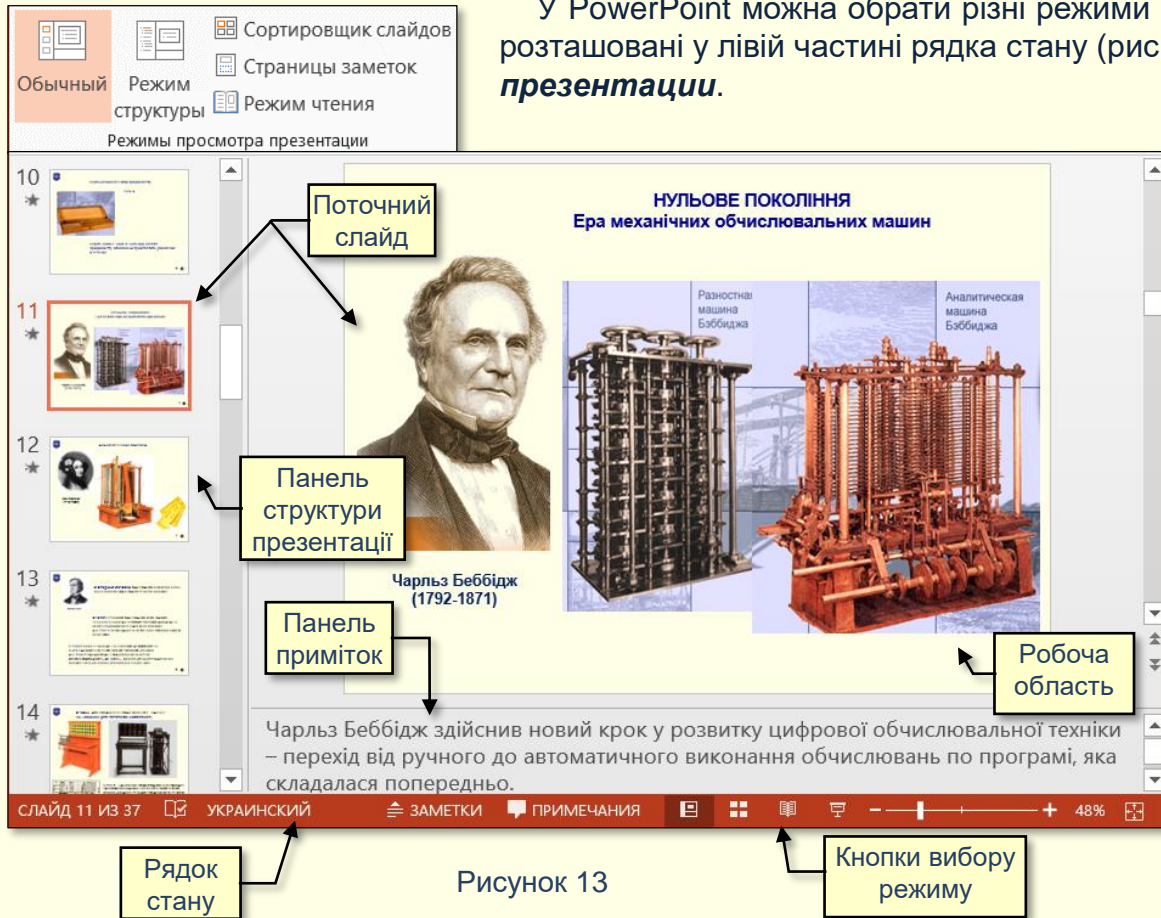 У PowerPoint можна обрати різні режими
розташовані у лівій частині рядка стану (рис
презентации.
Обычный
Режим структуры
Сортировщик слайдов
Страницы заметок
Режим чтения
Режимы просмотра презентации
10
11
12
13
14
Поточний
слайд
НУЛЬОВЕ ПОКОЛІННЯ
Ера механічних обчислювальних машин
Разностная
машина
Бэббиджа
Аналитическая
машина
Бэббиджа
Панель
структури
презентації
Чарльз Беббідж
(1792-1871)
Панель
приміток
Робоча
область
Чарльз Беббідж здійснив новий крок у розвитку цифрової обчислювальної техніки
– перехід від ручного до автоматичного виконання обчислювань по програмі, яка
складалася попередньо.
СЛАЙД 11 ИЗ 37 УКРАИНСКИЙ ЗАМЕТКИ ПРИМЕЧАНИЯ 48%
Рядок
стану
Рисунок 13
Кнопки вибору
режиму